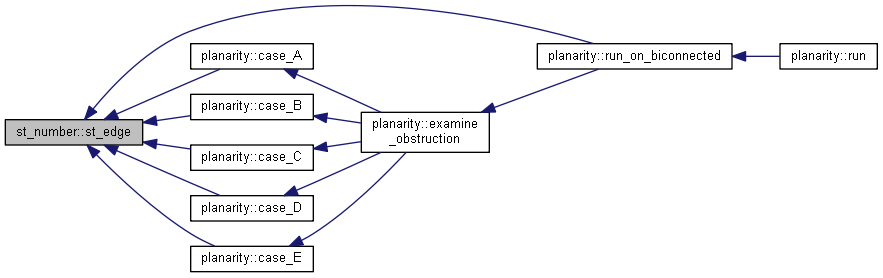 st_number::st_edge
planarity::case_A
planarity::case_B
planarity::case_C
planarity::case_D
planarity::case_E
planarity::examine
_obstruction
planarity::run_on_biconnected
planarity::run